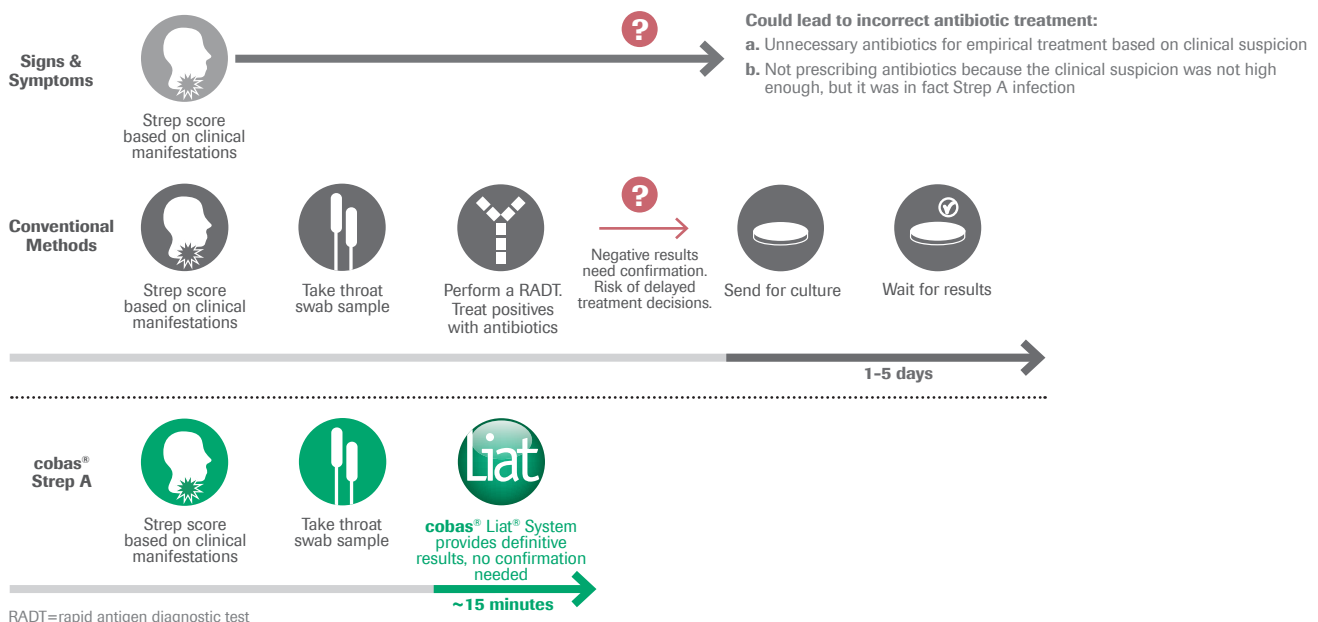 Signs &
Symptoms
Strep score
based on clinical
manifestations
?
Could lead to incorrect antibiotic treatment:
a. Unnecessary antibiotics for empirical treatment based on clinical suspicion
b. Not prescribing antibiotics because the clinical suspicion was not high
enough, but it was in fact Strep A infection
Conventional
Methods
Strep score
based on clinical
manifestations
Take throat
swab sample
Perform a RADT.
Treat positives
with antibiotics
?
Negative results
need confirmation.
Risk of delayed
treatment decisions.
Send for culture
Wait for results
1-5 days
cobas®
Strep A
Strep score
based on clinical
manifestations
Take throat
swab sample
Liat
cobas® Liat® System
provides definitive
results, no confirmation
needed
~15 minutes
RADT=rapid antigen diagnostic test